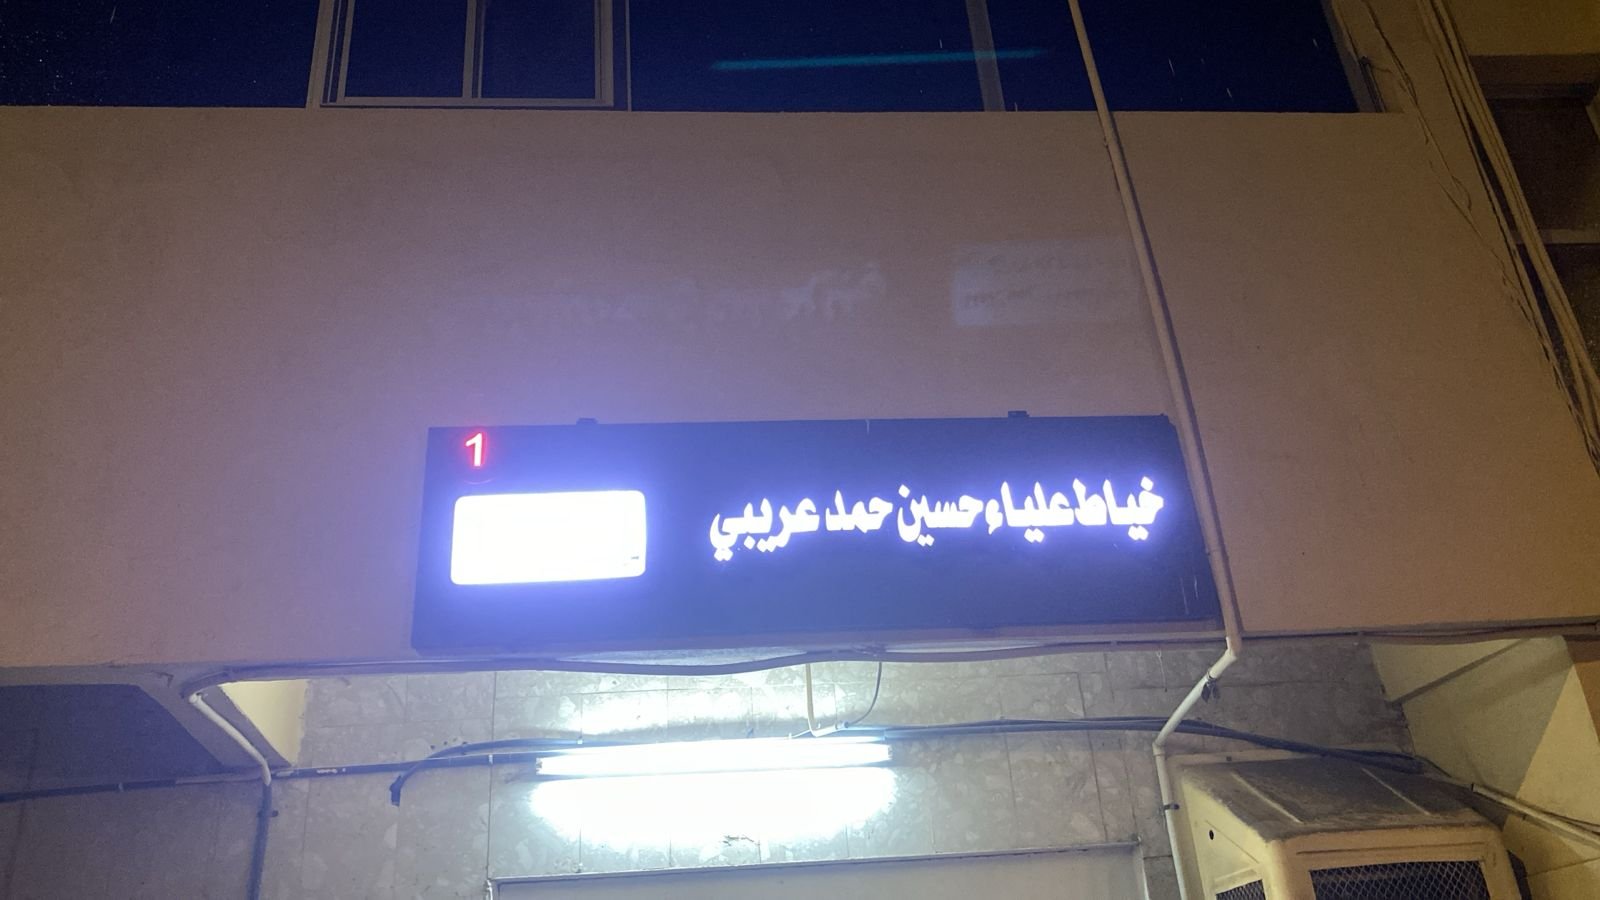 1
خياط علياء حسين حمد عريبي